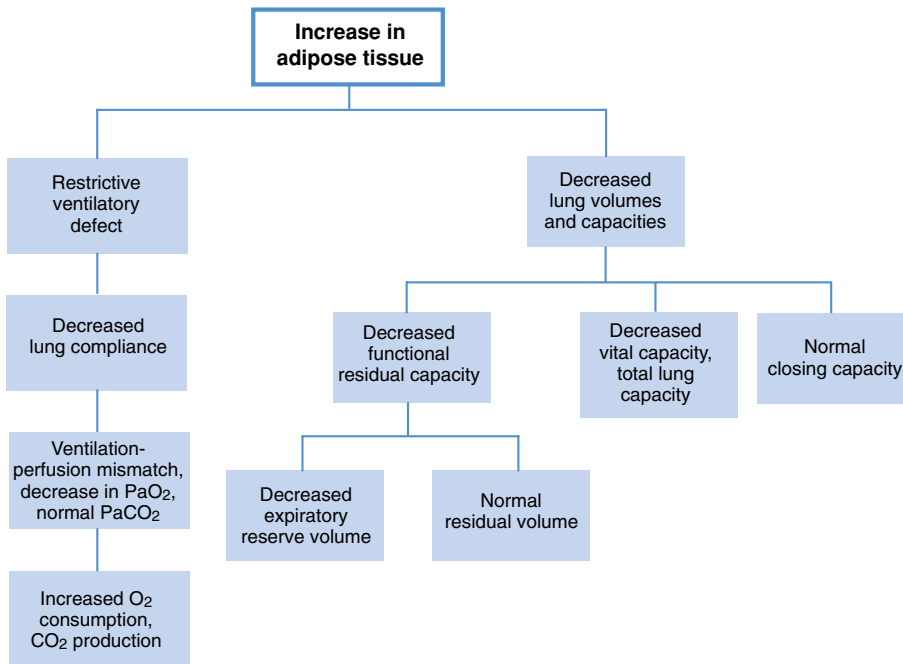 Increase in
adipose tissue
Restrictive
ventilatory
defect
Decreased
lung volumes
and capacities
Decreased
lung compliance
Decreased
functional
residual capacity
Decreased
vital capacity,
total lung
capacity
Normal
closing capacity
Ventilation-
perfusion mismatch,
decrease in PaO₂,
normal PaCO₂
Decreased
expiratory
reserve volume
Normal
residual volume
Increased O₂
consumption,
CO₂ production